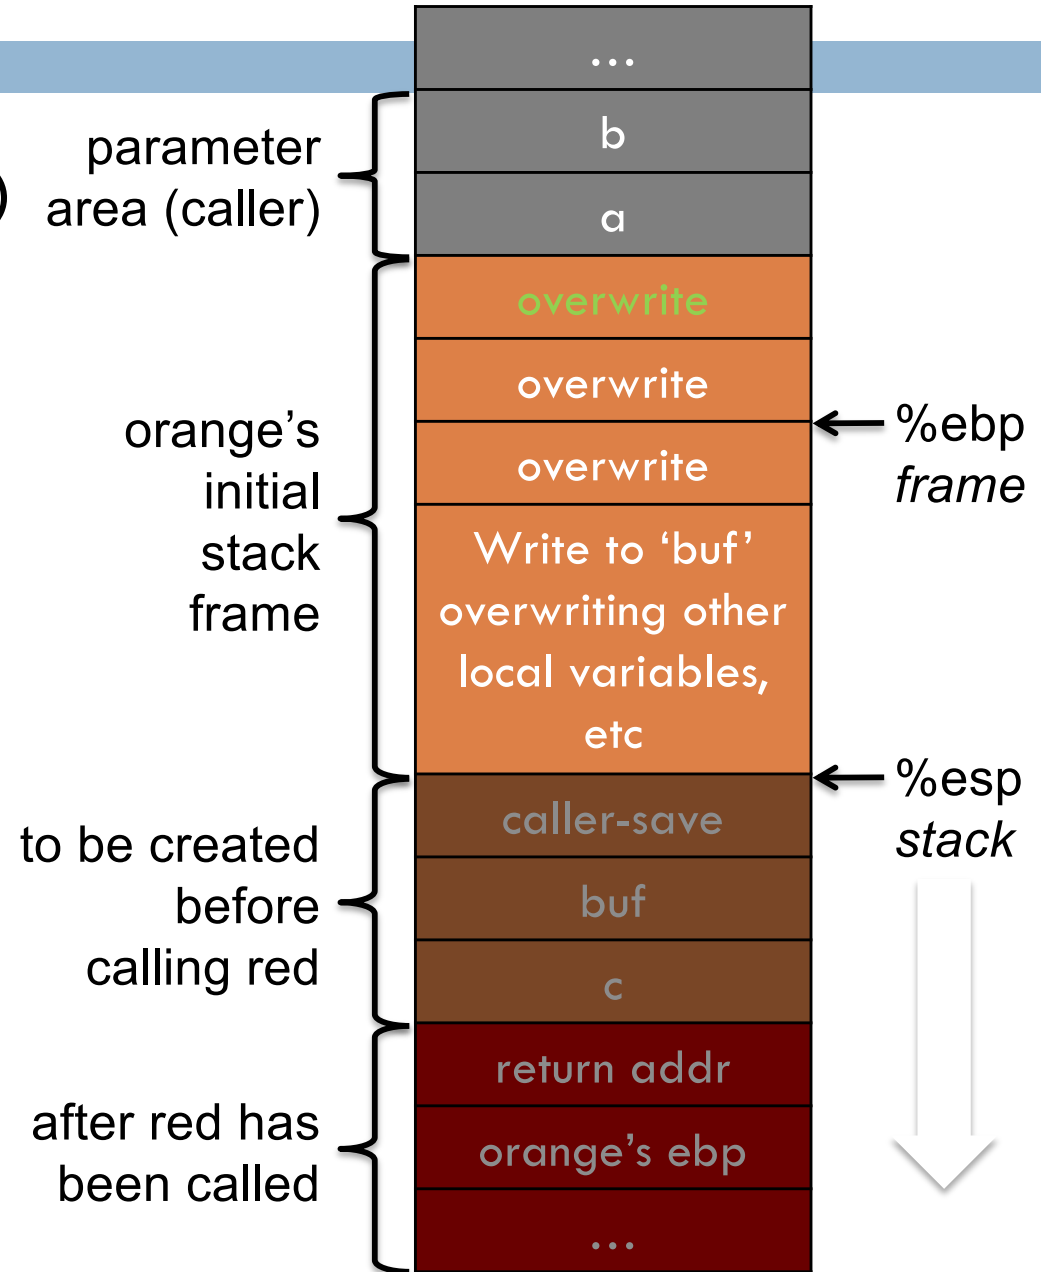 ...
parameter
area (caller)
)
b
a
overwrite
overwrite
overwrite
orange’s
initial
stack
frame
%ebp
frame
Write to ‘buf’
overwriting other
local variables,
etc
%esp
stack
to be created
before
calling red
caller-save
buf
c
after red has
been called
return addr
orange’s ebp
...